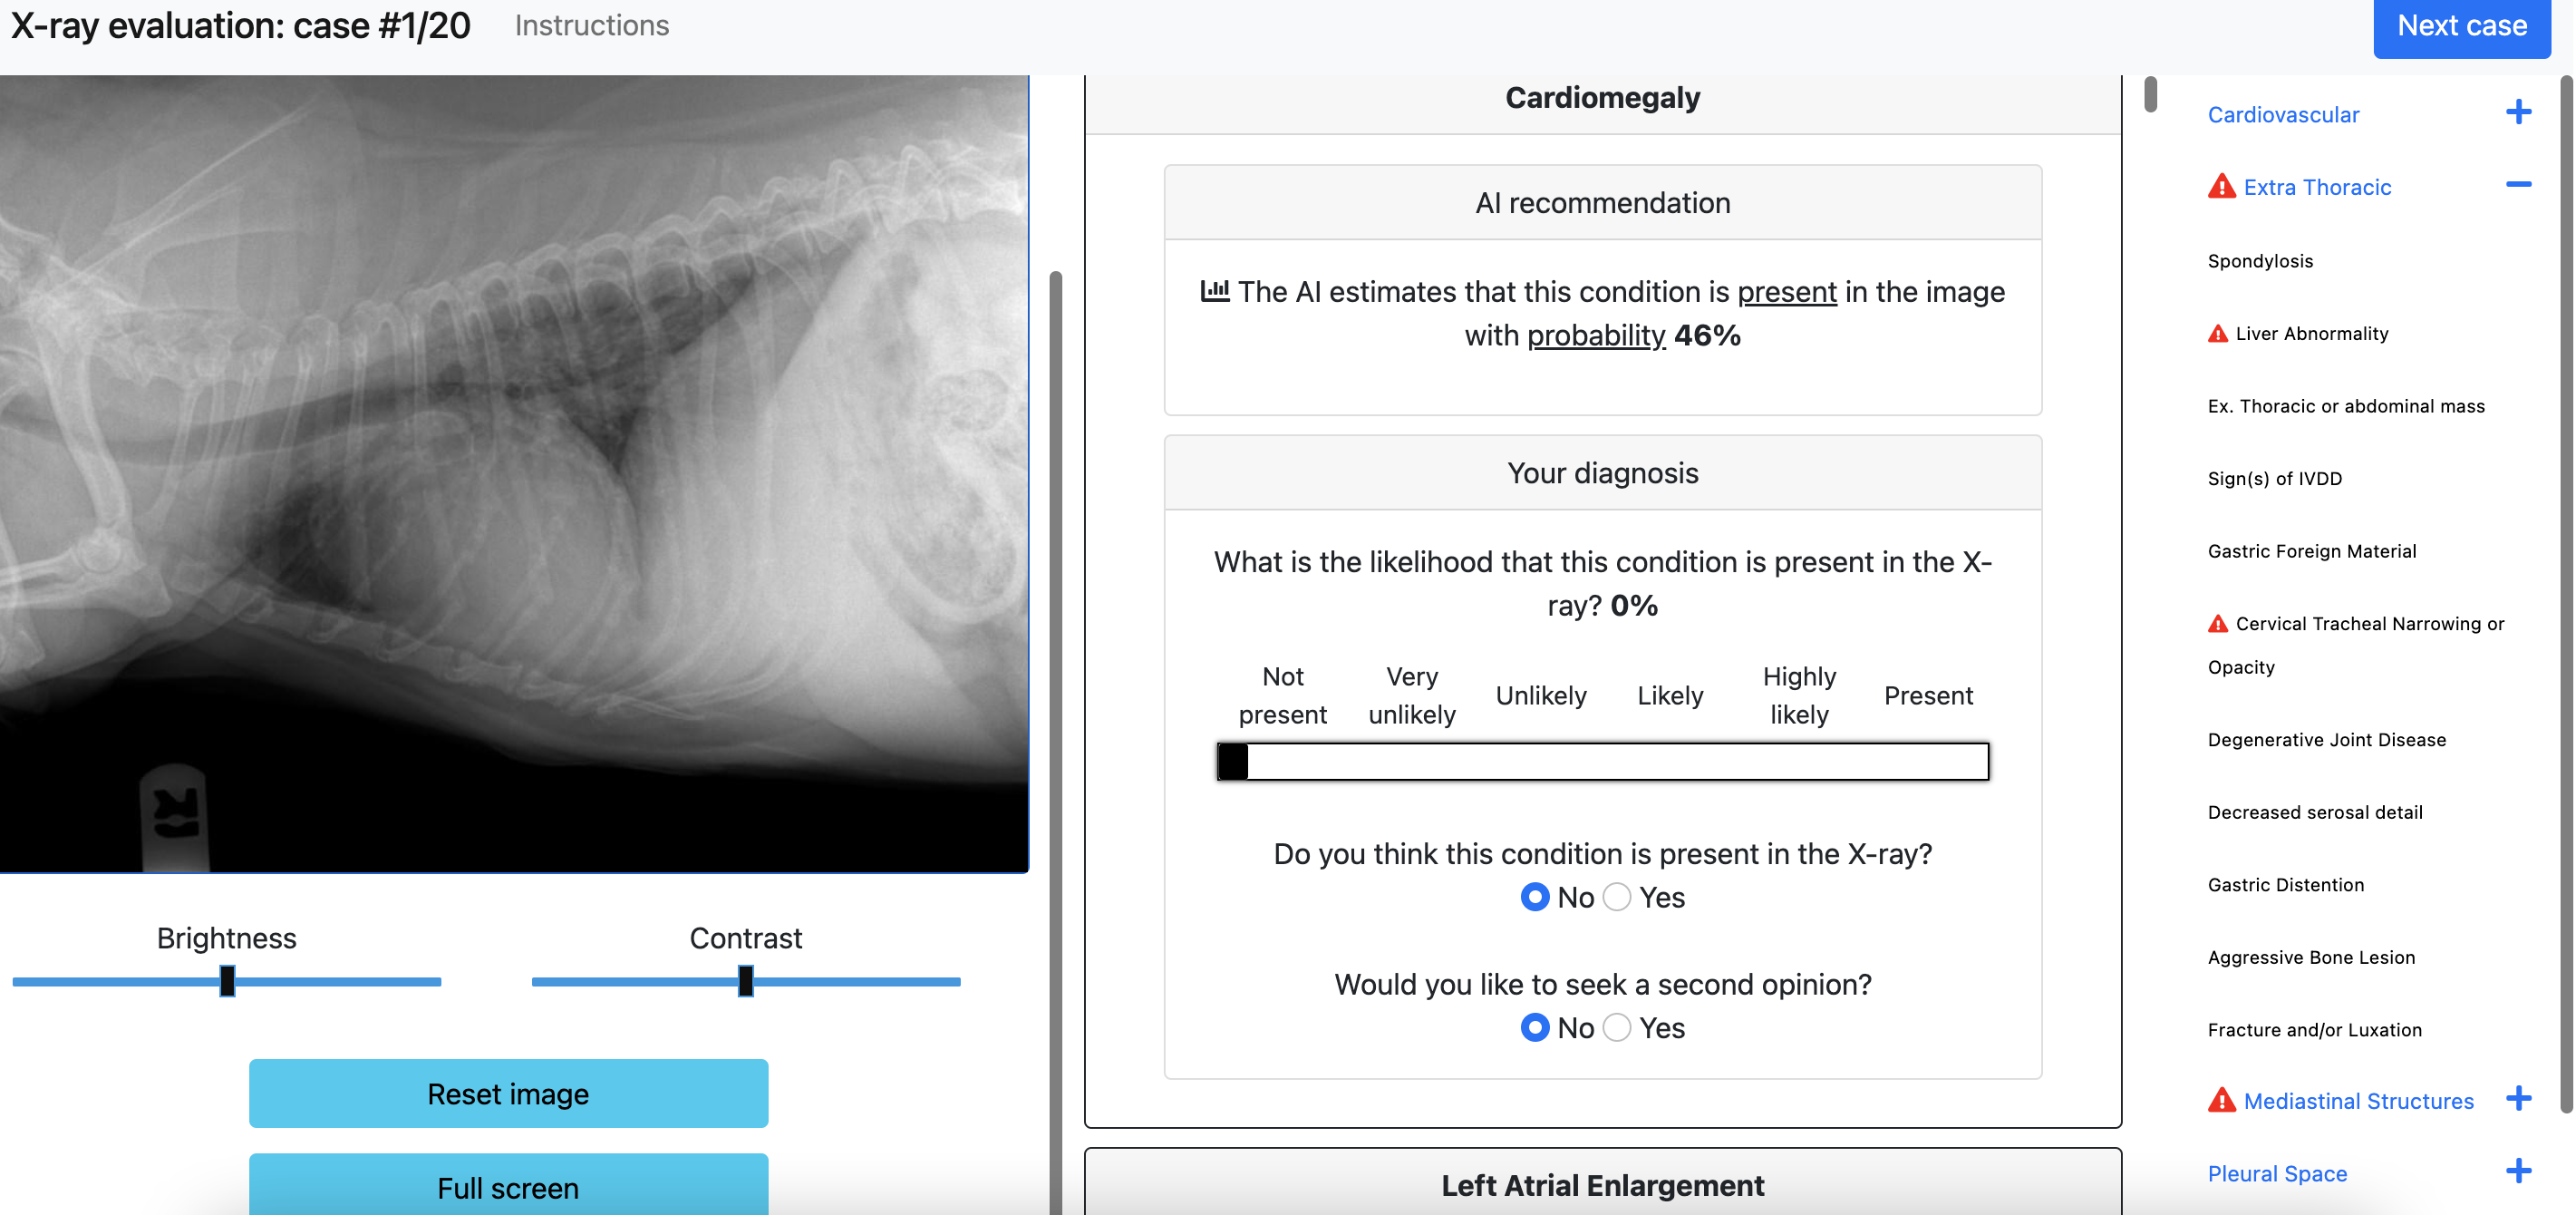 X-ray evaluation: case #1/20
Instructions
Next case
Cardiomegaly
AI recommendation
The AI estimates that this condition is present in the image
with probability 46%
Your diagnosis
What is the likelihood that this condition is present in the X-
ray? 0%
Not present
Very unlikely
Unlikely
Likely
Highly likely
Present
Do you think this condition is present in the X-ray?
No Yes
Would you like to seek a second opinion?
No Yes
Left Atrial Enlargement
Brightness
Contrast
Reset image
Full screen
Cardiovascular
Extra Thoracic
Spondylosis
Liver Abnormality
Ex. Thoracic or abdominal mass
Sign(s) of IVDD
Gastric Foreign Material
Cervical Tracheal Narrowing or
Opacity
Degenerative Joint Disease
Decreased serosal detail
Gastric Distention
Aggressive Bone Lesion
Fracture and/or Luxation
Mediastinal Structures
Pleural Space